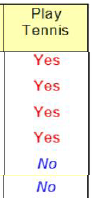 Play
Tennis
Yes
Yes
Yes
Yes
No
No